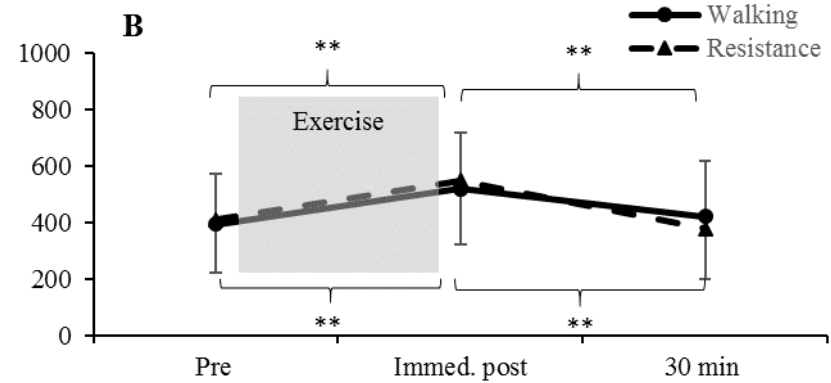 B
Walking
Resistance
1000
800
600
400
200
0
**
**
Exercise
**
**
Pre
Immed. post
30 min